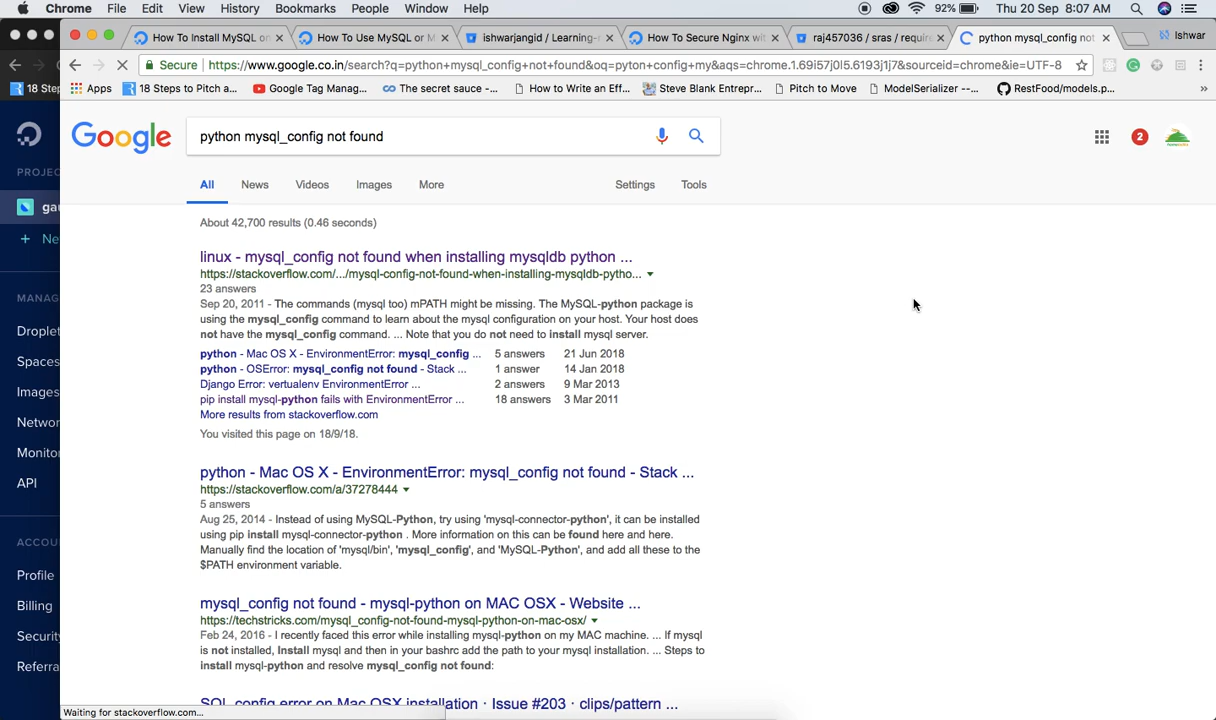 Chrome File Edit View History Bookmarks People Window Help 92% Thu 20 Sep 8:07 AM
How To Install MySQL on How To Use MySQL or M ishwarjangid / Learning- How To Secure Nginx wit raj457036 / sras / require python mysql_config not Ishwar
Secure https://www.google.co.in/search?q=python+mysql_config+not+found&oq=pyton+config+my&aqs=chrome.1.69i57j0l5.6193j1j7&sourceid=chrome&ie=UTF-8
18 Ste Apps 18 Steps to Pitch a... Google Tag Manag... The secret sauce -... How to Write an Eff... Steve Blank Entrepr... Pitch to Move ModelSerializer --... RestFood/models.p... »
Google python mysql_config not found 2
PROJEC
All News Videos Images More Settings Tools
gau
About 42,700 results (0.46 seconds)
+ Ne
linux - mysql_config not found when installing mysqldb python ...
https://stackoverflow.com/.../mysql-config-not-found-when-installing-mysqldb-pytho...
23 answers
MANAG
Sep 20, 2011 - The commands (mysql too) mPATH might be missing. The MySQL-python package is
using the mysql_config command to learn about the mysql configuration on your host. Your host does
Droplet
not have the mysql_config command. ... Note that you do not need to install mysql server.
python - Mac OS X - EnvironmentError: mysql_config ... 5 answers 21 Jun 2018
Spaces
python - OSError: mysql_config not found - Stack ... 1 answer 14 Jan 2018
Django Error: vertualenv EnvironmentError ... 2 answers 9 Mar 2013
Images
pip install mysql-python fails with EnvironmentError ... 18 answers 3 Mar 2011
More results from stackoverflow.com
Networ
You visited this page on 18/9/18.
Monito
python - Mac OS X - EnvironmentError: mysql_config not found - Stack ...
API
https://stackoverflow.com/a/37278444
5 answers
Aug 25, 2014 - Instead of using MySQL-Python, try using 'mysql-connector-python', it can be installed
using pip install mysql-connector-python . More information on this can be found here and here.
ACCOU
Manually find the location of 'mysql/bin', 'mysql_config', and 'MySQL-Python', and add all these to the
$PATH environment variable.
Profile
mysql_config not found - mysql-python on MAC OSX - Website ...
Billing
https://techstricks.com/mysql_config-not-found-mysql-python-on-mac-osx/
Feb 24, 2016 - I recently faced this error while installing mysql-python on my MAC machine. ... If mysql
Security
is not installed, Install mysql and then in your bashrc add the path to your mysql installation. ... Steps to
install mysql-python and resolve mysql_config not found:
Referra
SQL config error on Mac OSX installation · Issue #203 · clips/pattern ...
Waiting for stackoverflow.com...